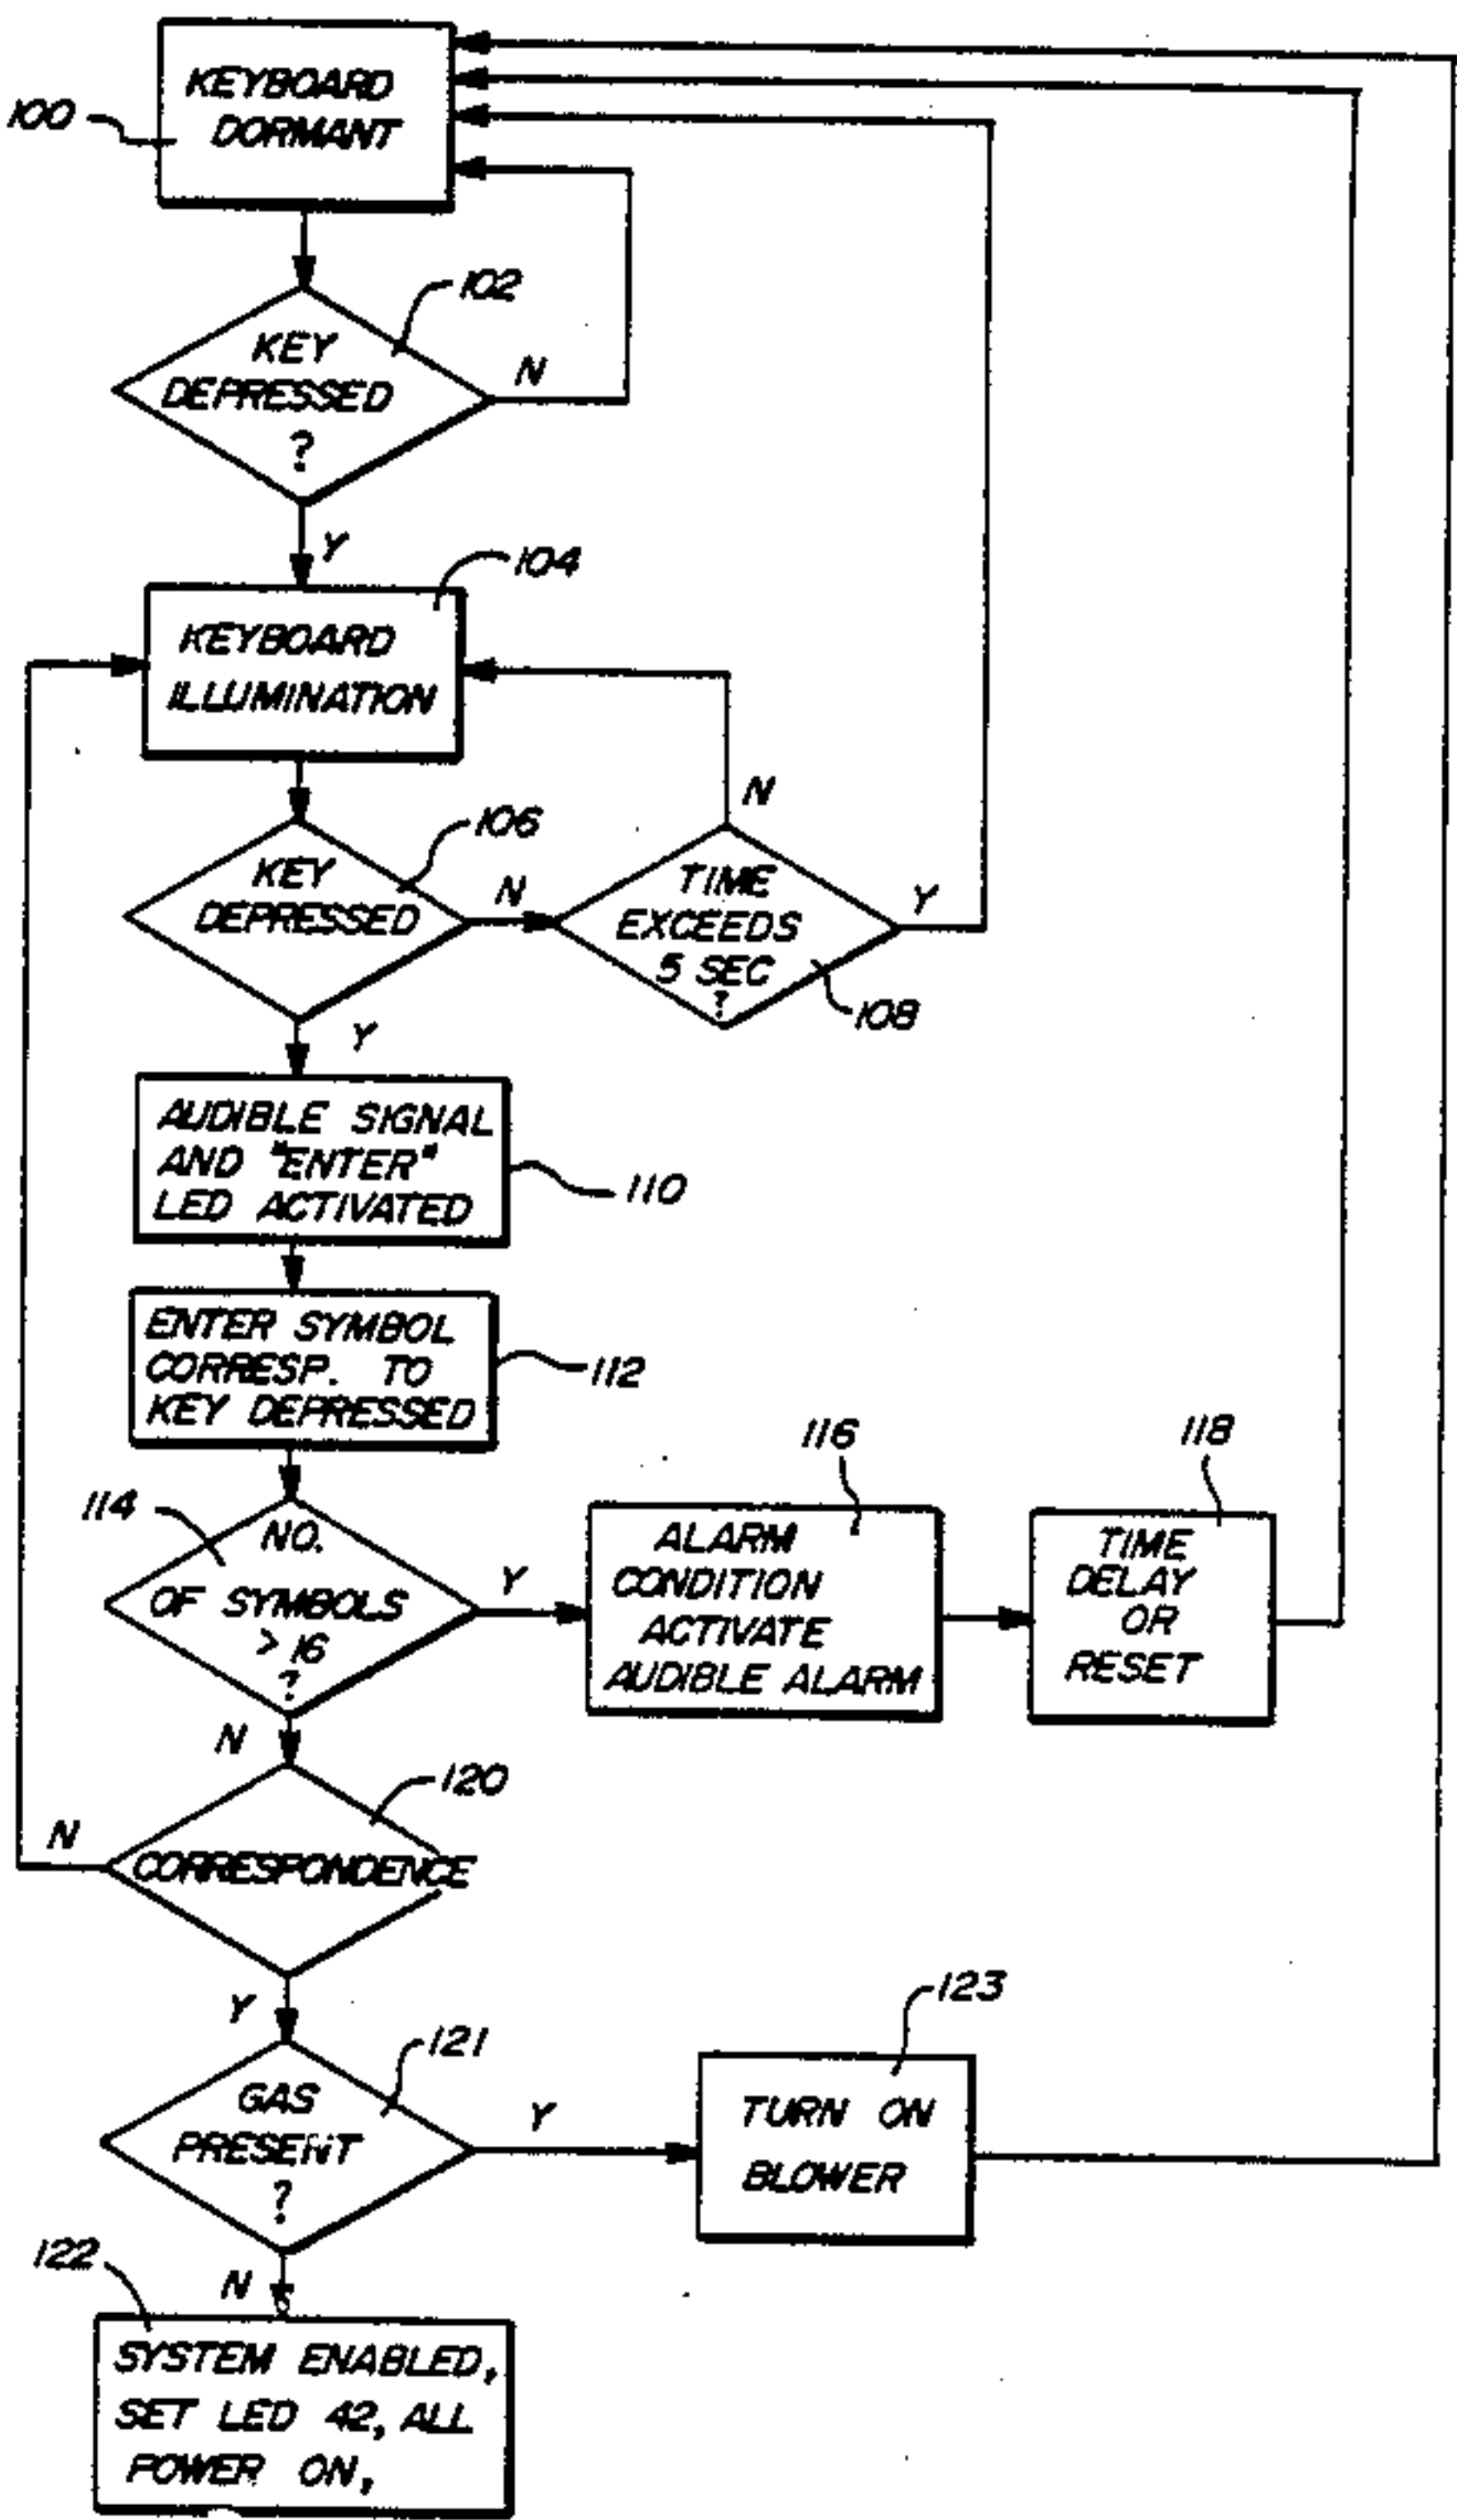 KEYBOARD
DORMANT
100
102
KEY
DEPRESSED
?
N
Y
104
KEYBOARD
ILLUMINATION
106
KEY
DEPRESSED
N
N
TIME
EXCEEDS
5 SEC
?
Y
108
Y
AUDIBLE SIGNAL
AND "ENTER"
LED ACTIVATED
110
ENTER SYMBOL
CORRESP. TO
KEY DEPRESSED
112
114
NO.
OF SYMBOLS
> 16
?
Y
116
ALARM
CONDITION
ACTIVATE
AUDIBLE ALARM
118
TIME
DELAY
OR
RESET
N
120
CORRESPONDENCE
N
Y
121
GAS
PRESENT
?
Y
123
TURN ON
BLOWER
N
122
SYSTEM ENABLED,
SET LED 42, ALL
POWER ON,